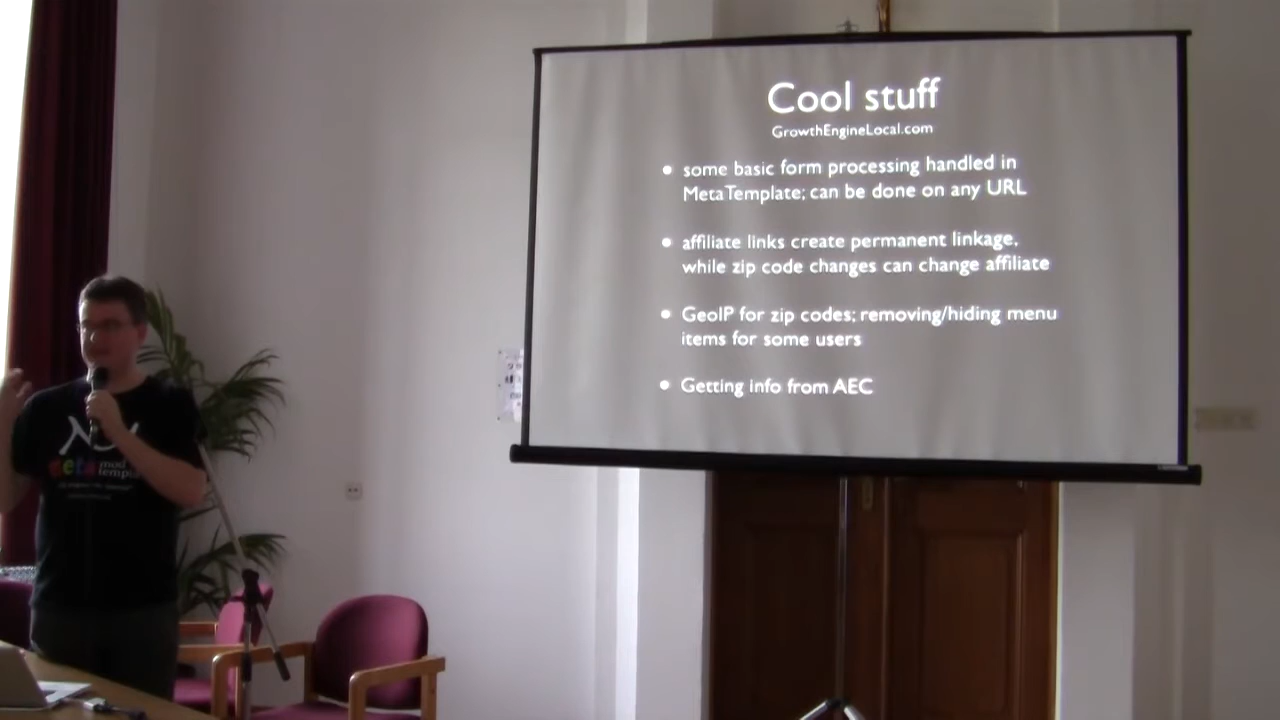 Cool stuff
GrowthEngineLocal.com
• some basic form processing handled in
MetaTemplate; can be done on any URL
• affiliate links create permanent linkage,
while zip code changes can change affiliate
• GeoIP for zip codes; removing/hiding menu
items for some users
• Getting info from AEC
meta mod